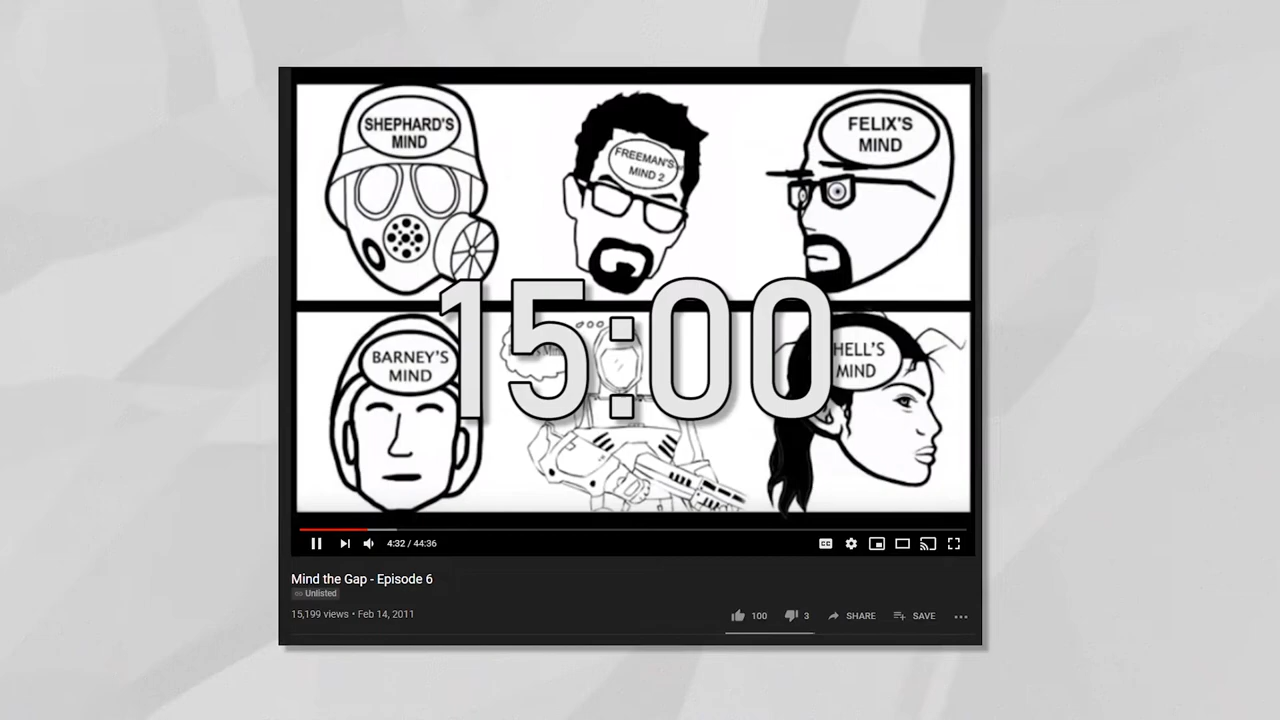 SHEPHARD'S
MIND
FREEMAN'S
MIND 2
FELIX'S
MIND
15:00
BARNEY'S
MIND
HELL'S
MIND
4:32 / 44:36
CC
Mind the Gap - Episode 6
Unlisted
15,199 views • Feb 14, 2011
100
3
SHARE
SAVE